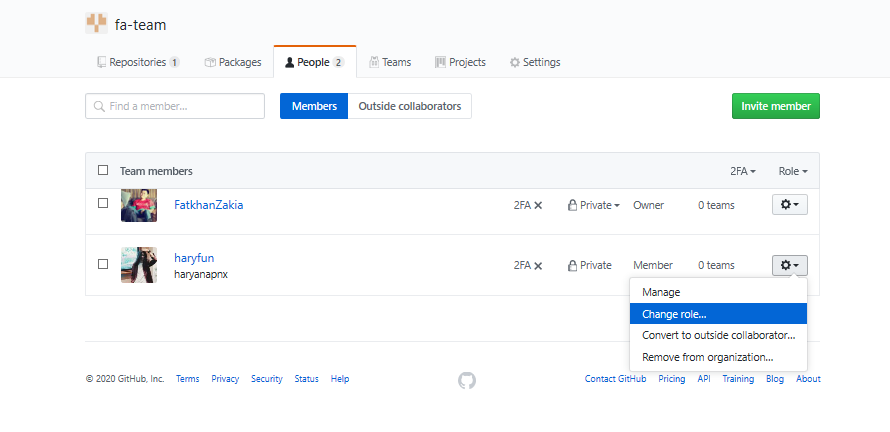 fa-team
Repositories 1 Packages People 2 Teams Projects Settings
Find a member... Members Outside collaborators Invite member
Team members 2FA Role
FatkhanZakia 2FA Private Owner 0 teams
haryfun
haryanapnx
2FA Private Member 0 teams
Manage
Change role...
Convert to outside collaborator...
Remove from organization...
© 2020 GitHub, Inc. Terms Privacy Security Status Help Contact GitHub Pricing API Training Blog About